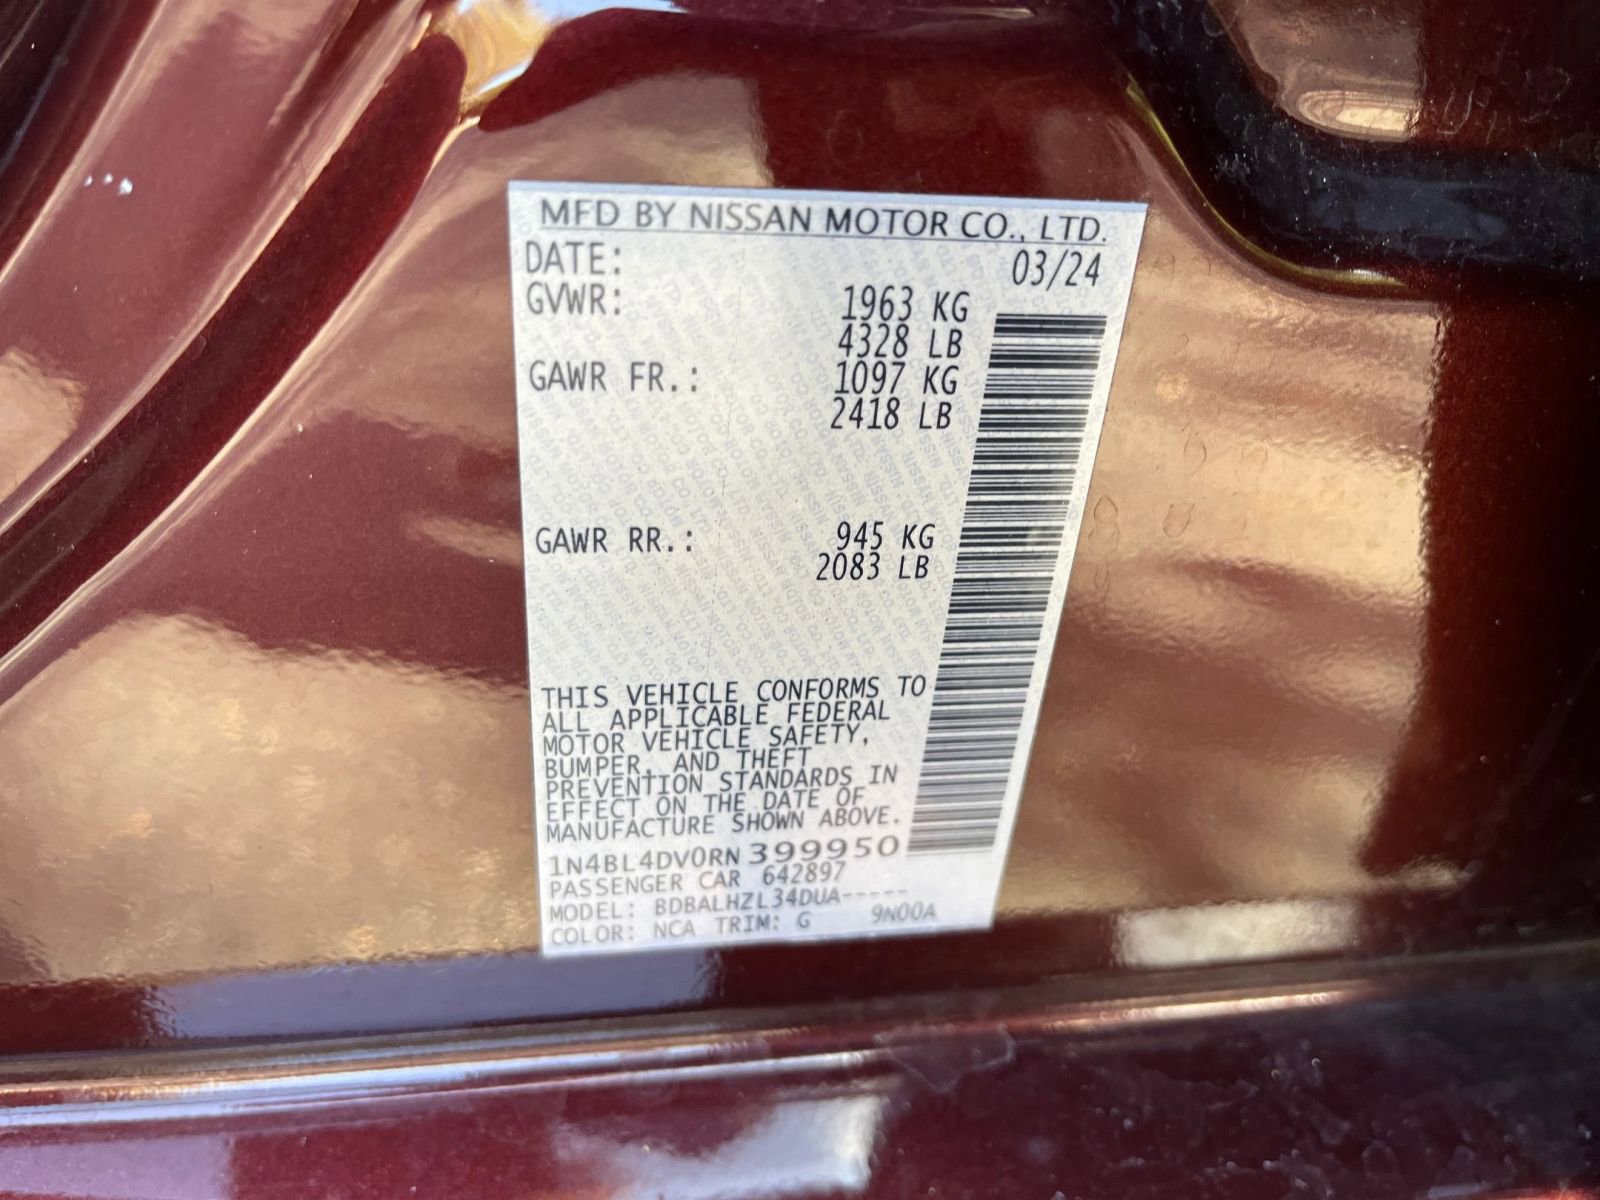 MFD BY NISSAN MOTOR CO., LTD.
DATE: 03/24
GVWR: 1963 KG
4328 LB
GAWR FR.: 1097 KG
2418 LB
GAWR RR.: 945 KG
2083 LB
THIS VEHICLE CONFORMS TO
ALL APPLICABLE FEDERAL
MOTOR VEHICLE SAFETY,
BUMPER, AND THEFT
PREVENTION STANDARDS IN
EFFECT ON THE DATE OF
MANUFACTURE SHOWN ABOVE.
1N4BL4DV0RN 399950
PASSENGER CAR 642897
MODEL: BDBALHZL34DUA-----
COLOR: NCA TRIM: G 9N00A